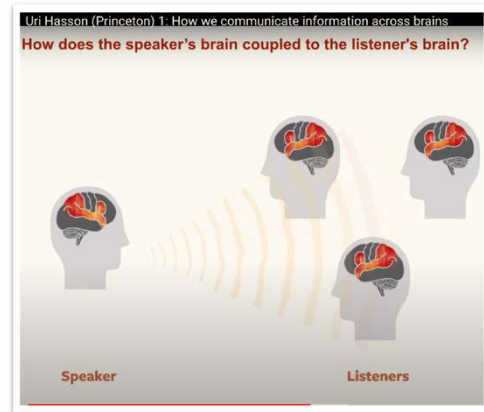 Uri Hasson (Princeton) 1: How we communicate information across brains
How does the speaker's brain coupled to the listener's brain?
Speaker
Listeners